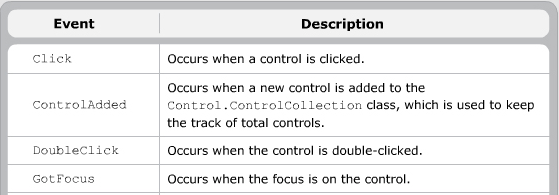 Event Description
Click Occurs when a control is clicked.
Occurs when a new control is added to the
ControlAdded Control.ControlCollection class, which is used to keep
the track of total controls.
DoubleClick Occurs when the control is double-clicked.
GotFocus Occurs when the focus is on the control.